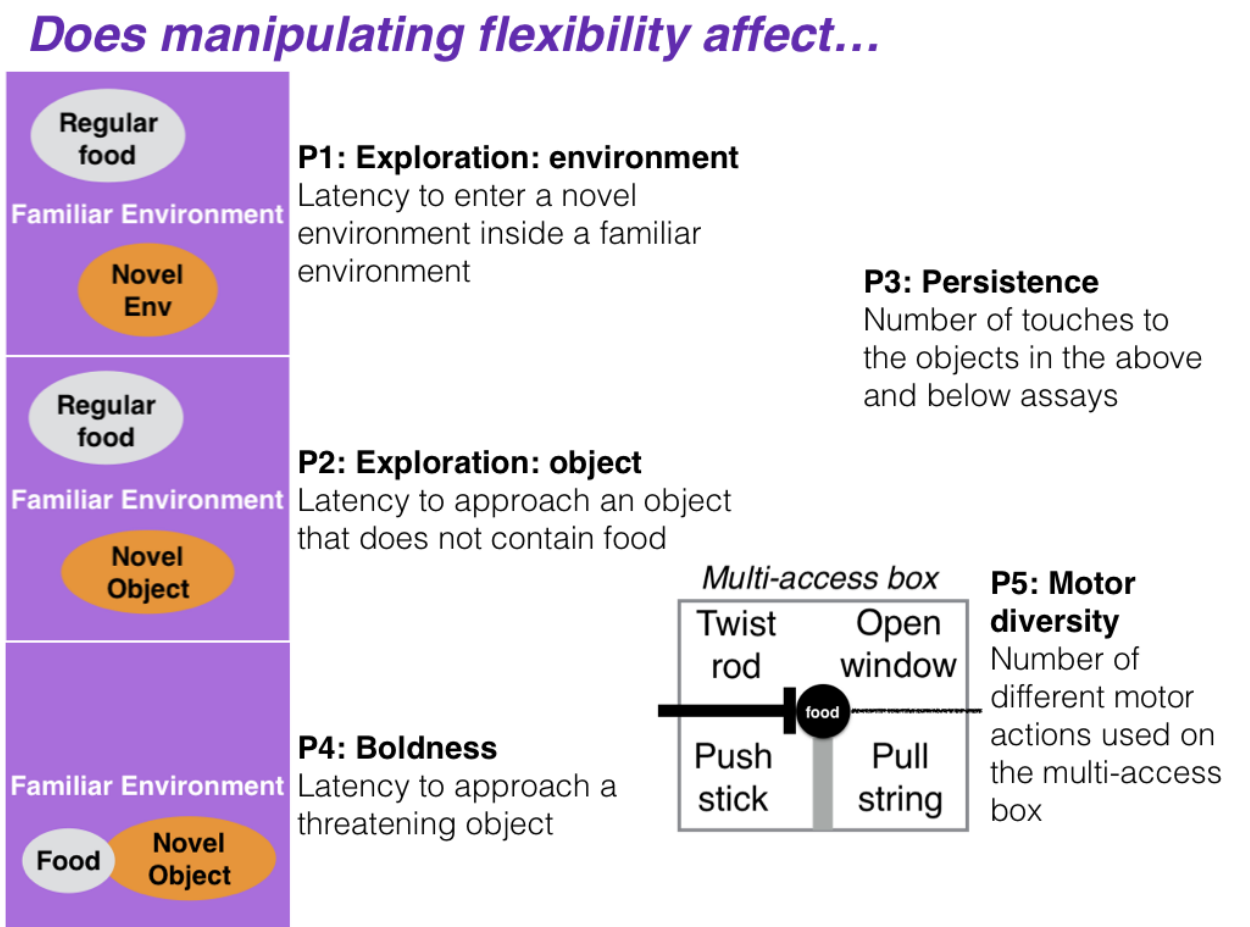 Does manipulating flexibility affect…
Regular
food
Familiar Environment
Novel
Env
P1: Exploration: environment
Latency to enter a novel
environment inside a familiar
environment
P3: Persistence
Number of touches to
the objects in the above
and below assays
Regular
food
Familiar Environment
Novel
Object
P2: Exploration: object
Latency to approach an object
that does not contain food
Familiar Environment
Food
Novel
Object
P4: Boldness
Latency to approach a
threatening object
Multi-access box
Twist
rod
Open
window
food
Push
stick
Pull
string
P5: Motor
diversity
Number of
different motor
actions used on
the multi-access
box